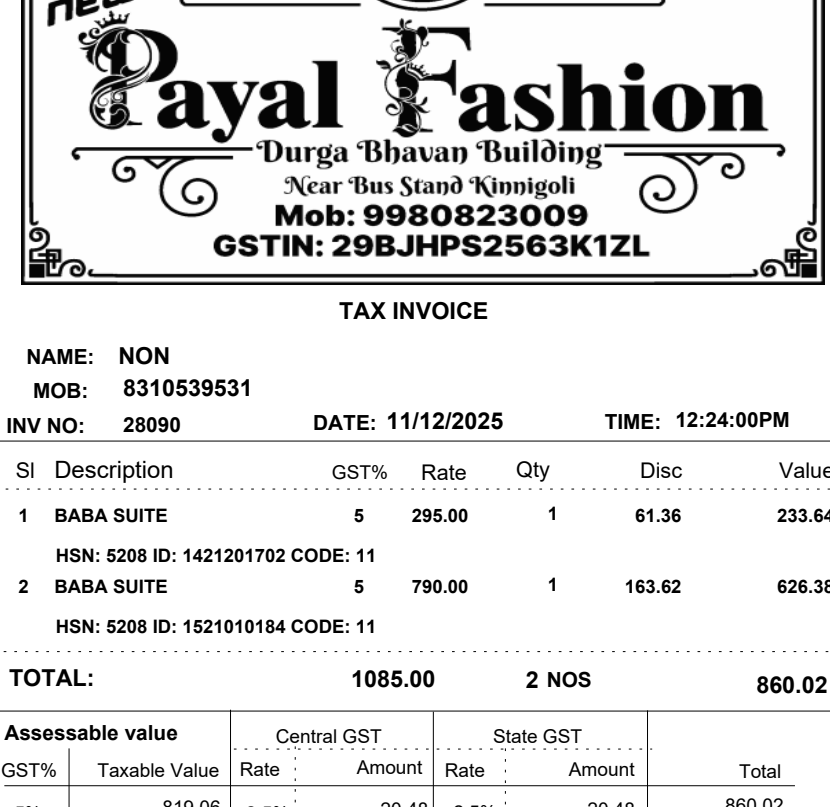 new
Payal Fashion
Durga Bhavan Building
Near Bus Stand Kinnigoli
Mob: 9980823009
GSTIN: 29BJHPS2563K1ZL
TAX INVOICE
NAME: NON
MOB: 8310539531
INV NO: 28090 DATE: 11/12/2025 TIME: 12:24:00PM
Sl Description GST% Rate Qty Disc Value
1 BABA SUITE 5 295.00 1 61.36 233.64
HSN: 5208 ID: 1421201702 CODE: 11
2 BABA SUITE 5 790.00 1 163.62 626.38
HSN: 5208 ID: 1521010184 CODE: 11
TOTAL: 1085.00 2 NOS 860.02
Assessable value Central GST State GST
GST% Taxable Value Rate Amount Rate Amount Total
819.06 20.48 20.48 860.02